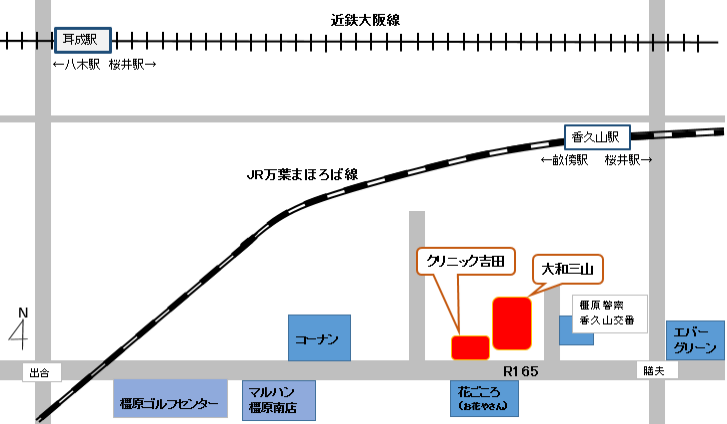 近鉄大阪線
耳成駅
←八木駅 桜井駅→
香久山駅
←畝傍駅 桜井駅→
JR万葉まほろば線
クリニック吉田
大和三山
橿原警察
香久山交番
N
コーナン
エバー
グリーン
出合
R165
膳夫
橿原ゴルフセンター
マルハン
橿原南店
花ごころ
(お花やさん)